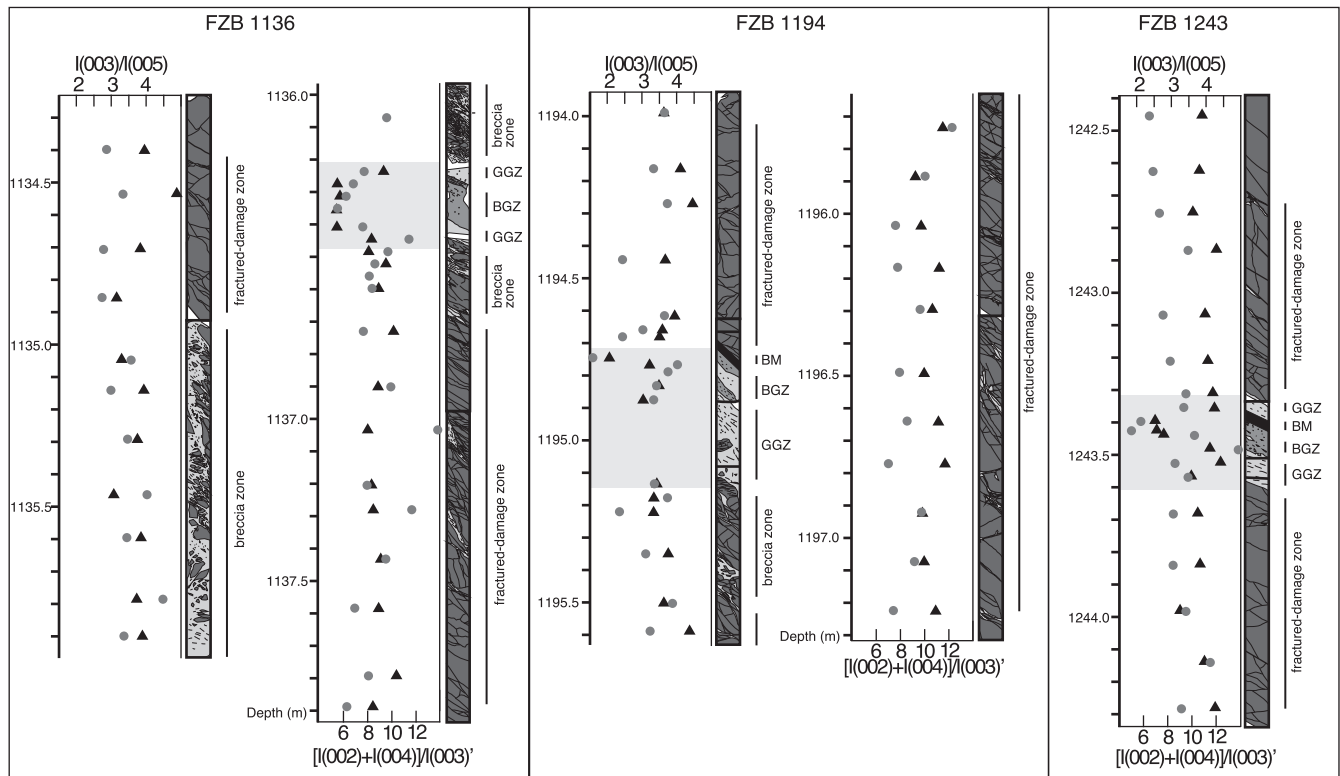 FZB 1136
FZB 1194
FZB 1243
I(003)/I(005)
2 3 4
1134.5
1135.0
1135.5
fractured-damage zone
breccia zone
1136.0
1137.0
1137.5
Depth (m)
6 8 10 12
[I(002)+I(004)]/I(003)'
breccia
zone
GGZ
BGZ
GGZ
breccia
zone
fractured-damage zone
I(003)/I(005)
2 3 4
1194.0
1194.5
1195.0
1195.5
fractured-damage zone
BM
BGZ
GGZ
breccia zone
1196.0
1196.5
1197.0
Depth (m)
6 8 10 12
[I(002)+I(004)]/I(003)'
fractured-damage zone
I(003)/I(005)
2 3 4
1242.5
1243.0
1243.5
1244.0
6 8 10 12
[I(002)+I(004)]/I(003)'
fractured-damage zone
GGZ
BM
BGZ
GGZ
fractured-damage zone